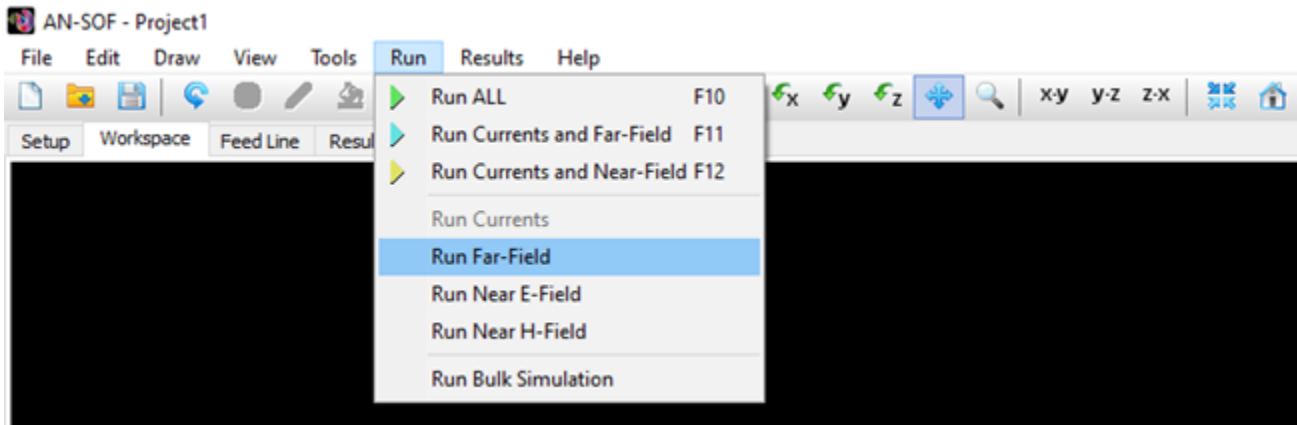 AN-SOF - Project1
File Edit Draw View Tools Run Results Help
x y z x-y y-z z-x
Setup Workspace Feed Line Resul
Run ALL F10
Run Currents and Far-Field F11
Run Currents and Near-Field F12
Run Currents
Run Far-Field
Run Near E-Field
Run Near H-Field
Run Bulk Simulation